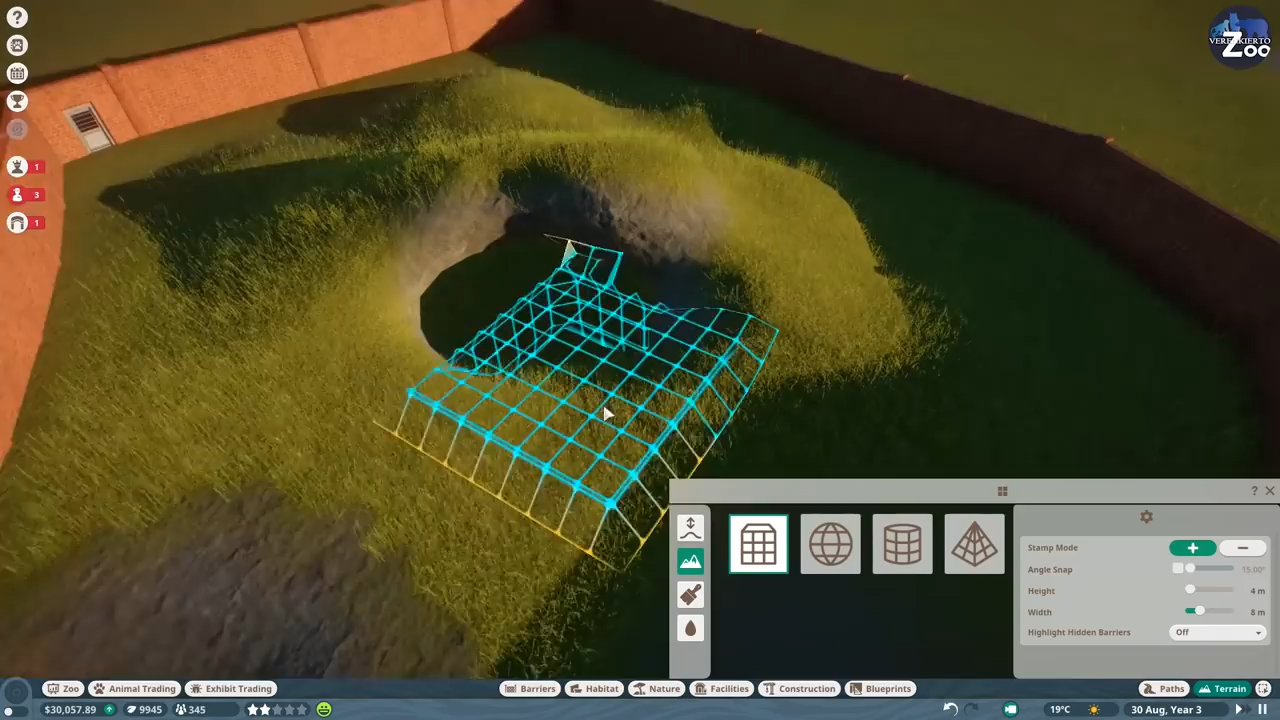 VEREKKIERTO
Zoo
?
1
3
1
? ×
Stamp Mode + −
Angle Snap 15.00°
Height 4 m
Width 8 m
Highlight Hidden Barriers Off
Zoo Animal Trading Exhibit Trading Barriers Habitat Nature Facilities Construction Blueprints Paths Terrain
$30,057.89 9945 345 19°C 30 Aug, Year 3